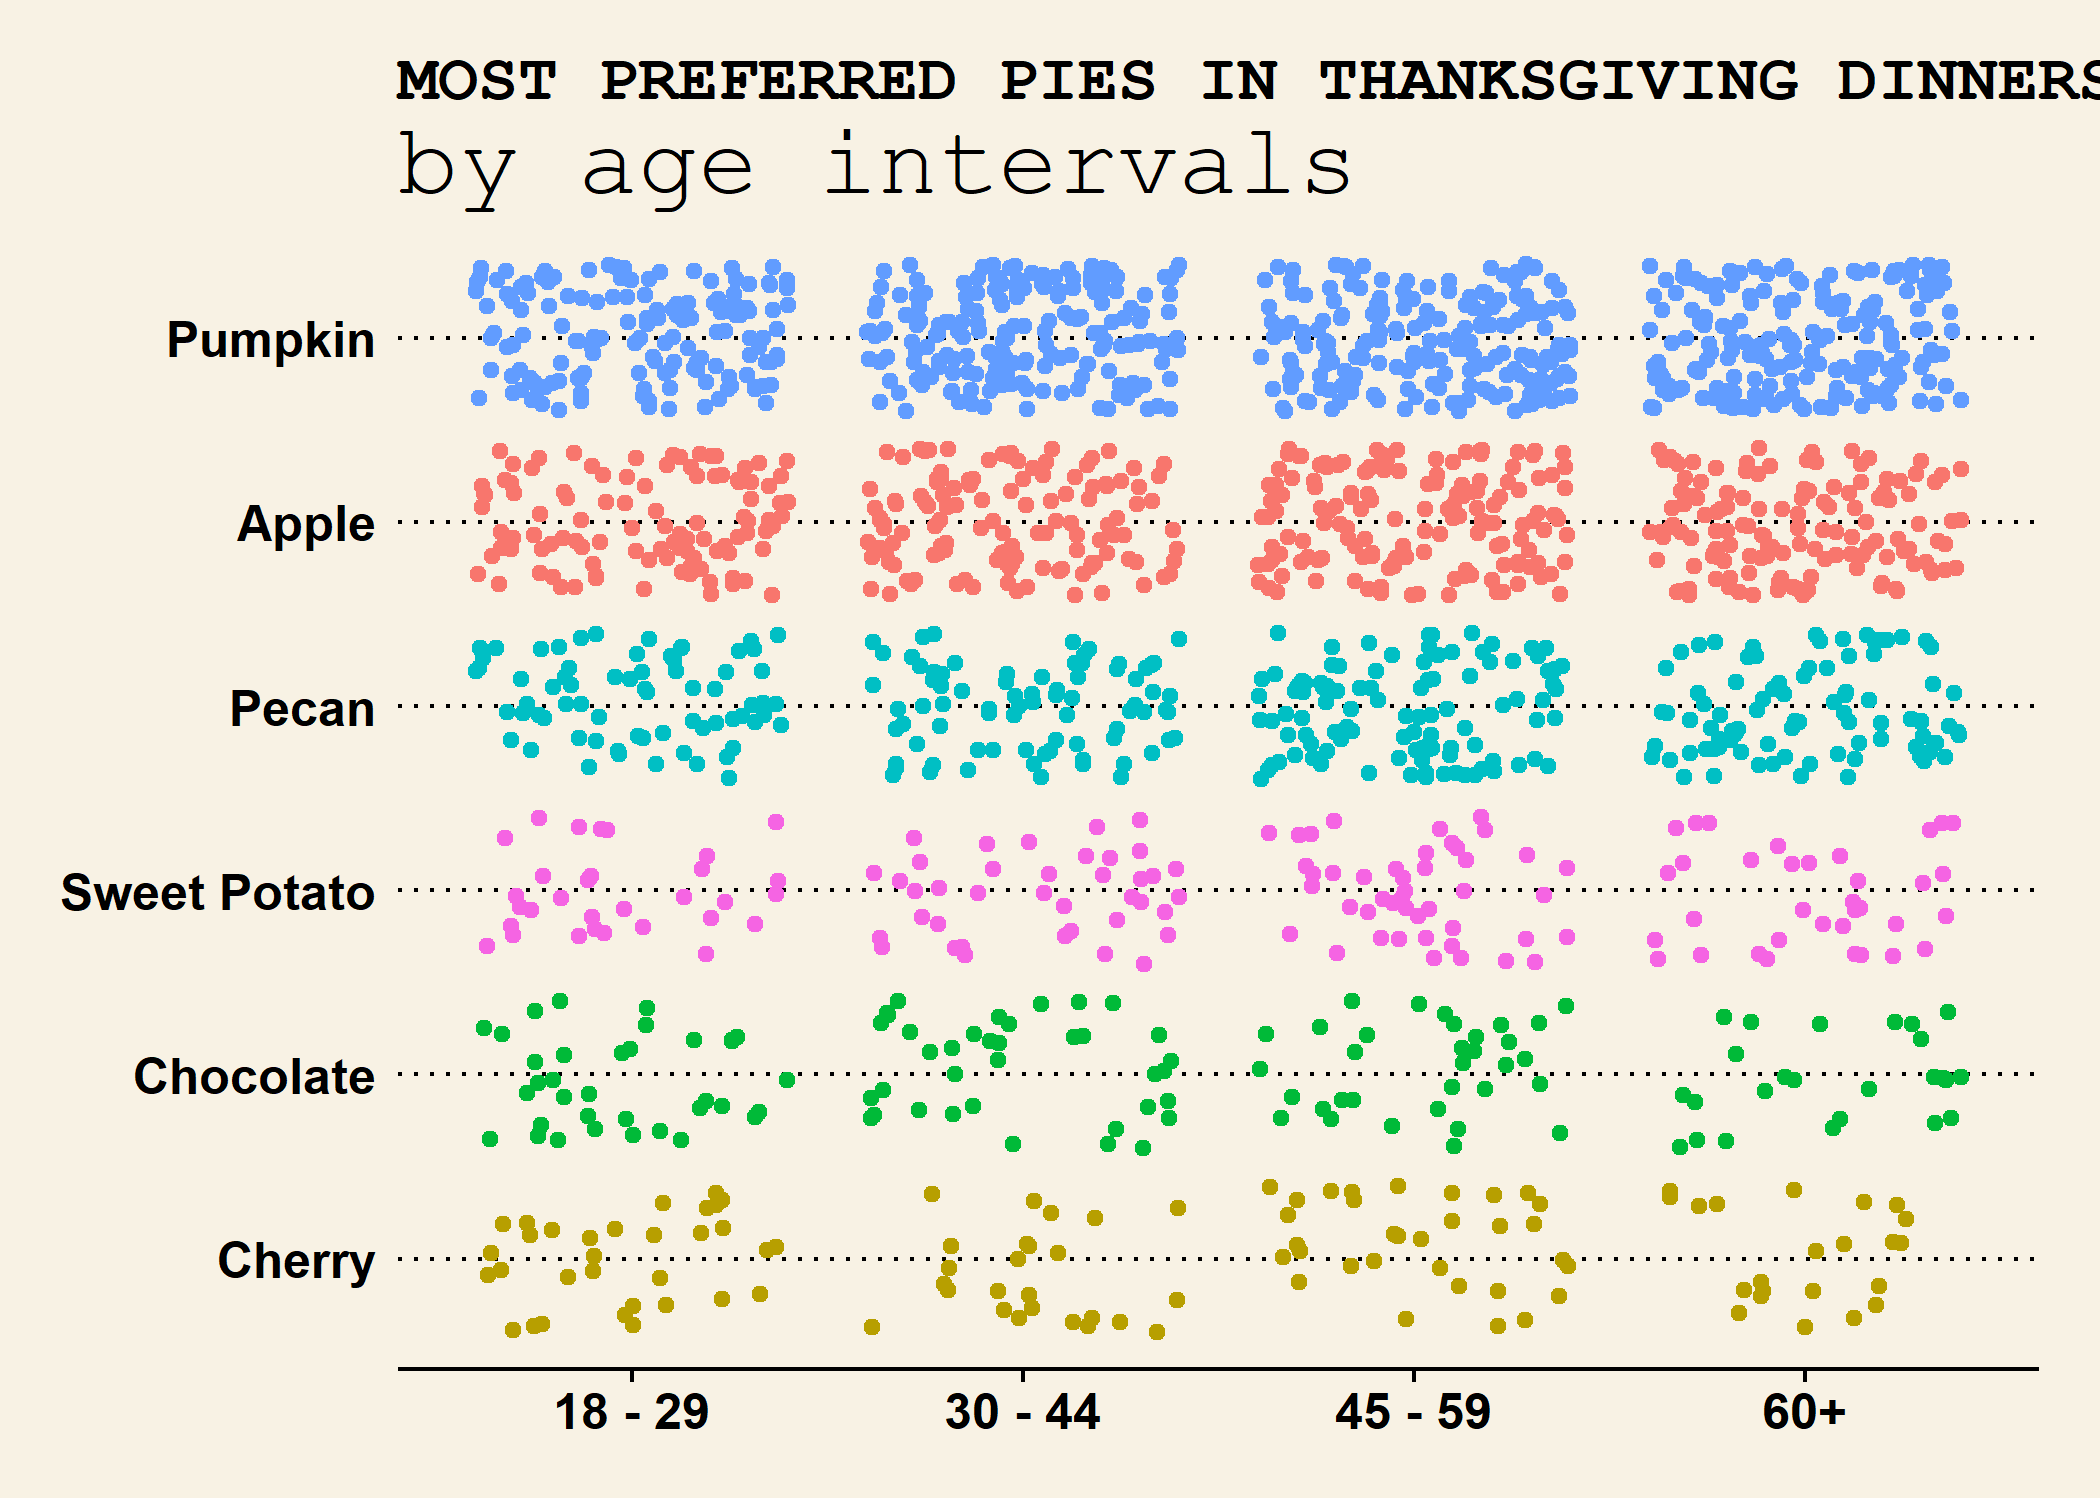 MOST PREFERRED PIES IN THANKSGIVING DINNERS
by age intervals
Pumpkin
Apple
Pecan
Sweet Potato
Chocolate
Cherry
18 - 29
30 - 44
45 - 59
60+